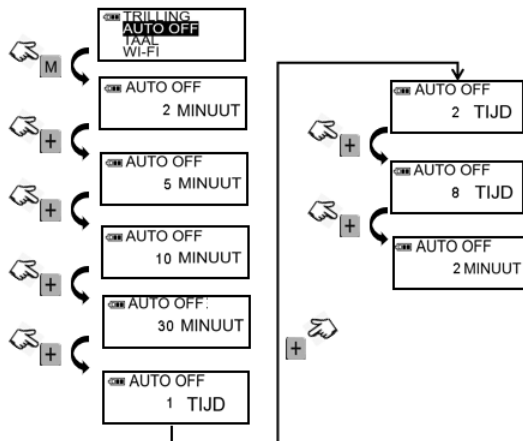 TRILLING
AUTO OFF
TAAL
WI-FI
M
AUTO OFF
2 MINUUT
+
AUTO OFF
5 MINUUT
+
AUTO OFF
10 MINUUT
+
AUTO OFF:
30 MINUUT
+
AUTO OFF
1 TIJD
+
AUTO OFF
2 TIJD
+
AUTO OFF
8 TIJD
+
AUTO OFF
2 MINUUT